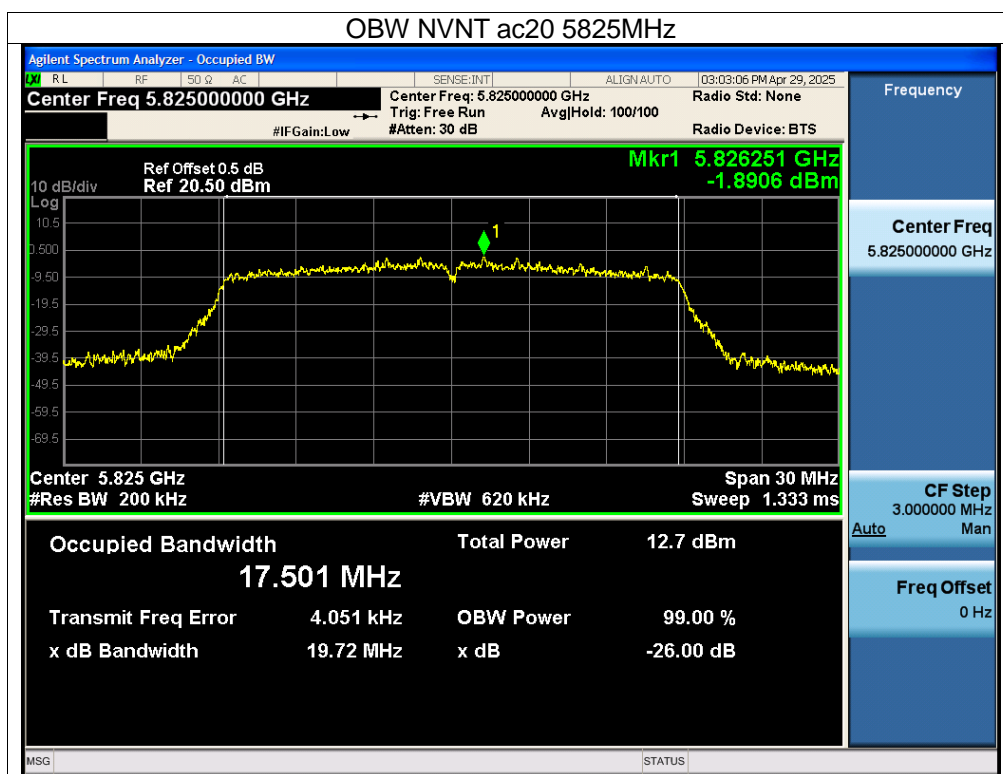 OBW NVNT ac20 5825MHz
Agilent Spectrum Analyzer - Occupied BW
LXI RL RF 50 Ω AC SENSE:INT ALIGN AUTO 03:03:06 PM Apr 29, 2025
Center Freq 5.825000000 GHz Center Freq: 5.825000000 GHz Radio Std: None
Trig: Free Run Avg|Hold: 100/100
#IFGain:Low #Atten: 30 dB Radio Device: BTS
Frequency
Mkr1 5.826251 GHz
-1.8906 dBm
Ref Offset 0.5 dB
10 dB/div Ref 20.50 dBm
Log
10.5
0.500
-9.50
-19.5
-29.5
-39.5
-49.5
-59.5
-69.5
1
Center 5.825 GHz Span 30 MHz
#Res BW 200 kHz #VBW 620 kHz Sweep 1.333 ms
Occupied Bandwidth Total Power 12.7 dBm
17.501 MHz
Transmit Freq Error 4.051 kHz OBW Power 99.00 %
x dB Bandwidth 19.72 MHz x dB -26.00 dB
Center Freq
5.825000000 GHz
CF Step
3.000000 MHz
Auto Man
Freq Offset
0 Hz
MSG STATUS